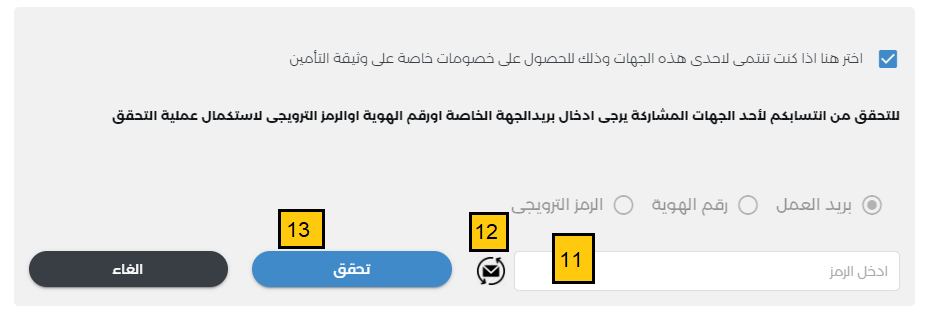 اختر هنا اذا كنت تنتمى لاحدى هذه الجهات وذلك للحصول على خصومات خاصة على وثيقة التأمين
للتحقق من انتسابكم لأحد الجهات المشاركة يرجى ادخال بريدالجهة الخاصة اورقم الهوية اوالرمز الترويجى لاستكمال عملية التحقق
بريد العمل رقم الهوية الرمز الترويجى
13
12
11
ادخل الرمز
تحقق
الغاء